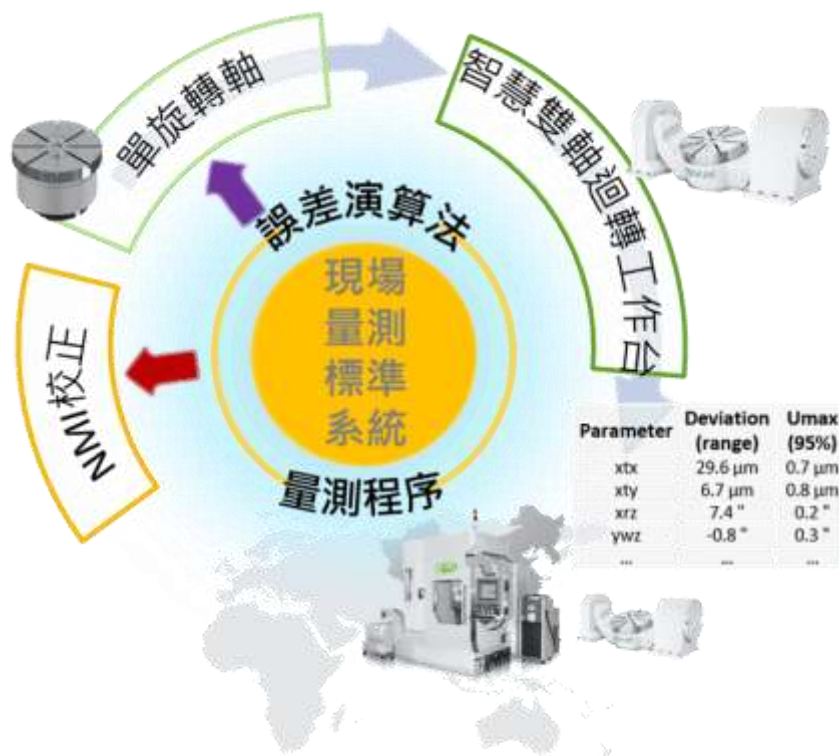 單旋轉軸
智慧雙軸迴轉工作台
誤差演算法
現場
量測
標準
系統
NMI校正
量測程序
Parameter Deviation (range) Umax (95%)
xtx 29.6 μm 0.7 μm
xty 6.7 μm 0.8 μm
xrz 7.4 " 0.2 "
ywz -0.8 " 0.3 "
... ... ...